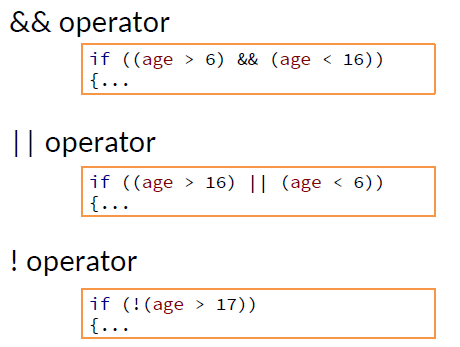 && operator
if ((age > 6) && (age < 16))
{...
|| operator
if ((age > 16) || (age < 6))
{...
! operator
if (!(age > 17))
{...